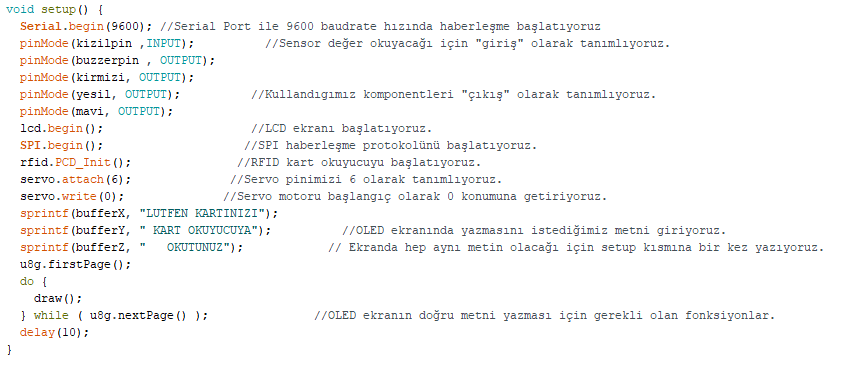 void setup() {
  Serial.begin(9600); //Serial Port ile 9600 baudrate hızında haberleşme başlatıyoruz
  pinMode(kizilpin ,INPUT);          //Sensor değer okuyacağı için "giriş" olarak tanımlıyoruz.
  pinMode(buzzerpin , OUTPUT);
  pinMode(kirmizi, OUTPUT);
  pinMode(yesil, OUTPUT);          //Kullandıgımız komponentleri "çıkış" olarak tanımlıyoruz.
  pinMode(mavi, OUTPUT);
  lcd.begin();                     //LCD ekranı başlatıyoruz.
  SPI.begin();                    //SPI haberleşme protokolünü başlatıyoruz.
  rfid.PCD_Init();               //RFID kart okuyucuyu başlatıyoruz.
  servo.attach(6);              //Servo pinimizi 6 olarak tanımlıyoruz.
  servo.write(0);              //Servo motoru başlangıç olarak 0 konumuna getiriyoruz.
  sprintf(bufferX, "LUTFEN KARTINIZI");
  sprintf(bufferY, " KART OKUYUCUYA");          //OLED ekranında yazmasını istediğimiz metni giriyoruz.
  sprintf(bufferZ, "   OKUTUNUZ");            // Ekranda hep aynı metin olacağı için setup kısmına bir kez yazıyoruz.
  u8g.firstPage();
  do {
    draw();
  } while ( u8g.nextPage() );               //OLED ekranın doğru metni yazması için gerekli olan fonksiyonlar.
  delay(10);
}